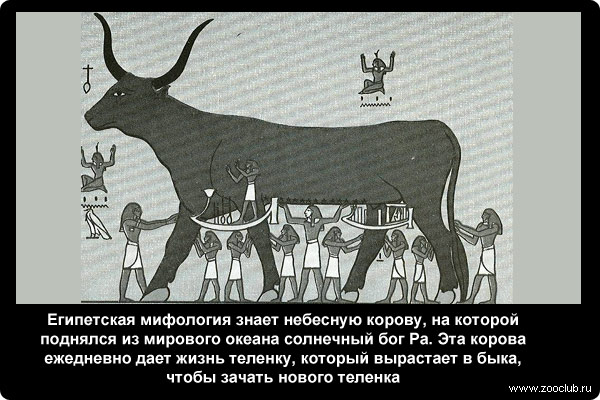 Египетская мифология знает небесную корову, на которой
поднялся из мирового океана солнечный бог Ра. Эта корова
ежедневно дает жизнь теленку, который вырастает в быка,
чтобы зачать нового теленка
www.zooclub.ru